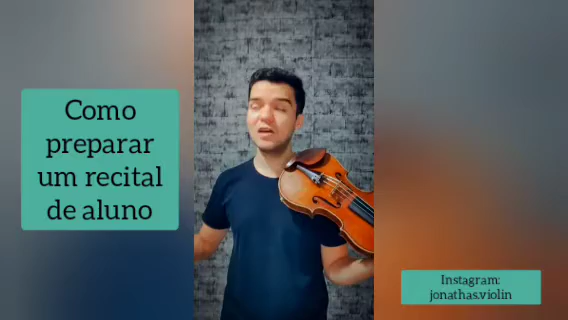 Como
preparar
um recital
de aluno
Instagram:
jonathas.violin